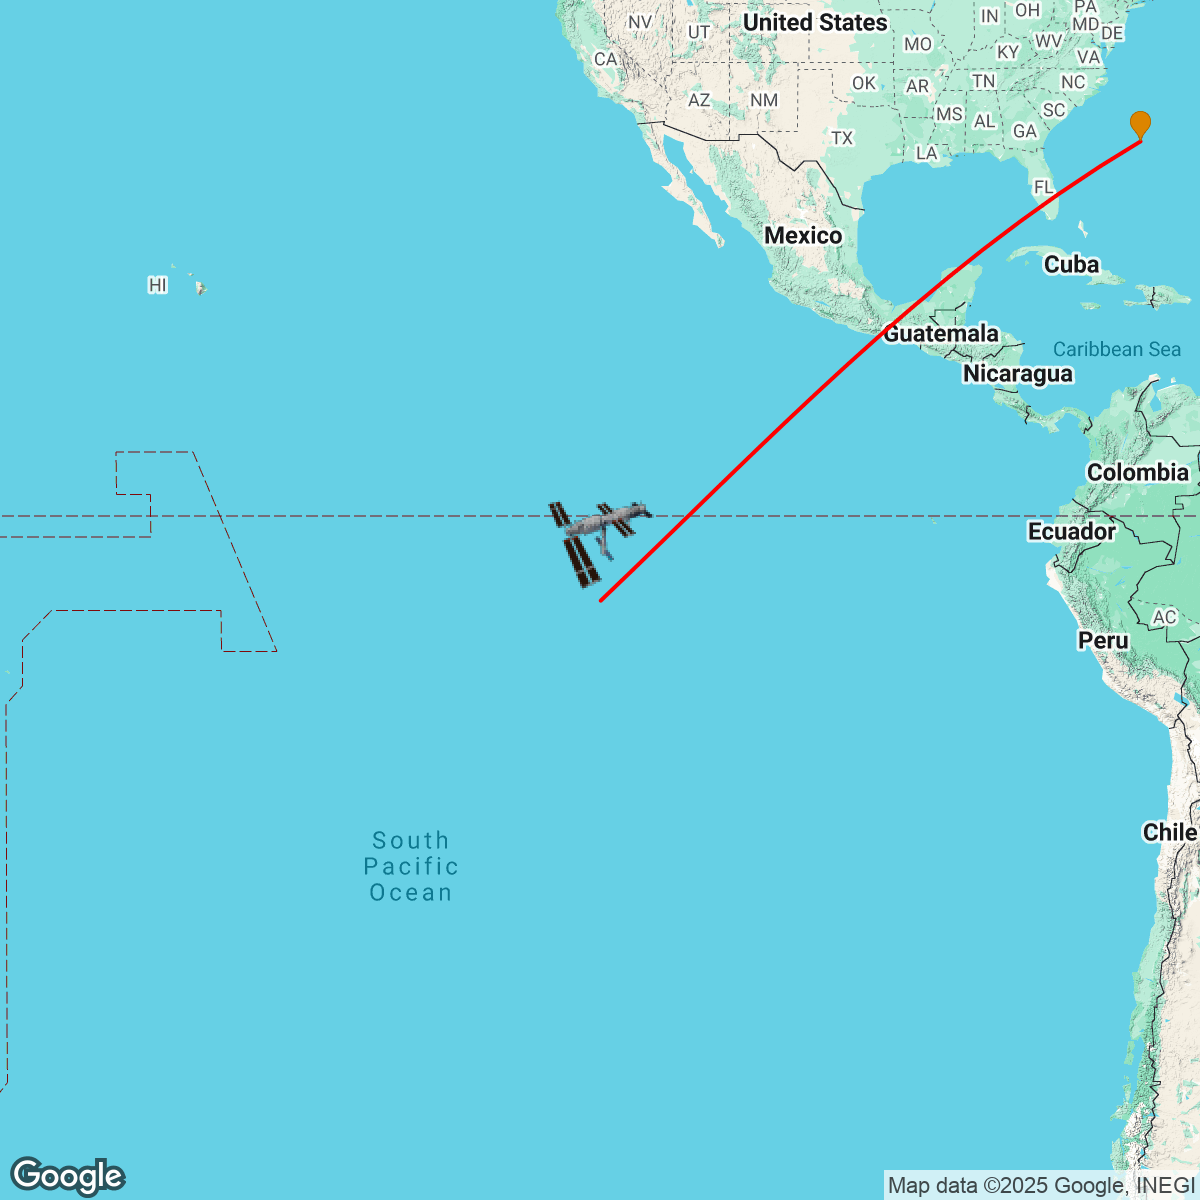 United States
NV
UT
CA
AZ
NM
MO
OK
AR
TX
LA
MS
AL
TN
KY
IN
OH
WV
PA
MD
DE
VA
NC
SC
GA
FL
HI
Mexico
Cuba
Guatemala
Caribbean Sea
Nicaragua
Colombia
Ecuador
AC
Peru
Chile
South
Pacific
Ocean
Google
Map data ©2025 Google, INEGI